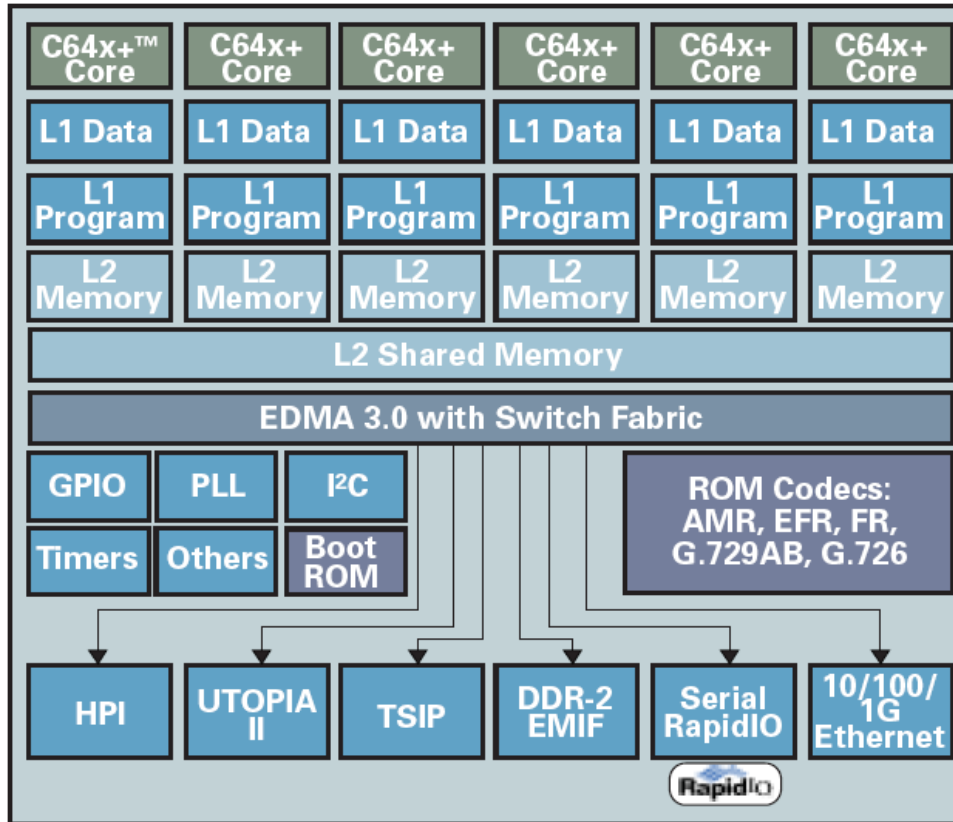 C64x+™ Core
C64x+ Core
C64x+ Core
C64x+ Core
C64x+ Core
C64x+ Core
L1 Data
L1 Data
L1 Data
L1 Data
L1 Data
L1 Data
L1 Program
L1 Program
L1 Program
L1 Program
L1 Program
L1 Program
L2 Memory
L2 Memory
L2 Memory
L2 Memory
L2 Memory
L2 Memory
L2 Shared Memory
EDMA 3.0 with Switch Fabric
GPIO
PLL
I²C
Timers
Others
Boot ROM
ROM Codecs:
AMR, EFR, FR,
G.729AB, G.726
HPI
UTOPIA II
TSIP
DDR-2 EMIF
Serial RapidIO
10/100/ 1G Ethernet
RapidIO